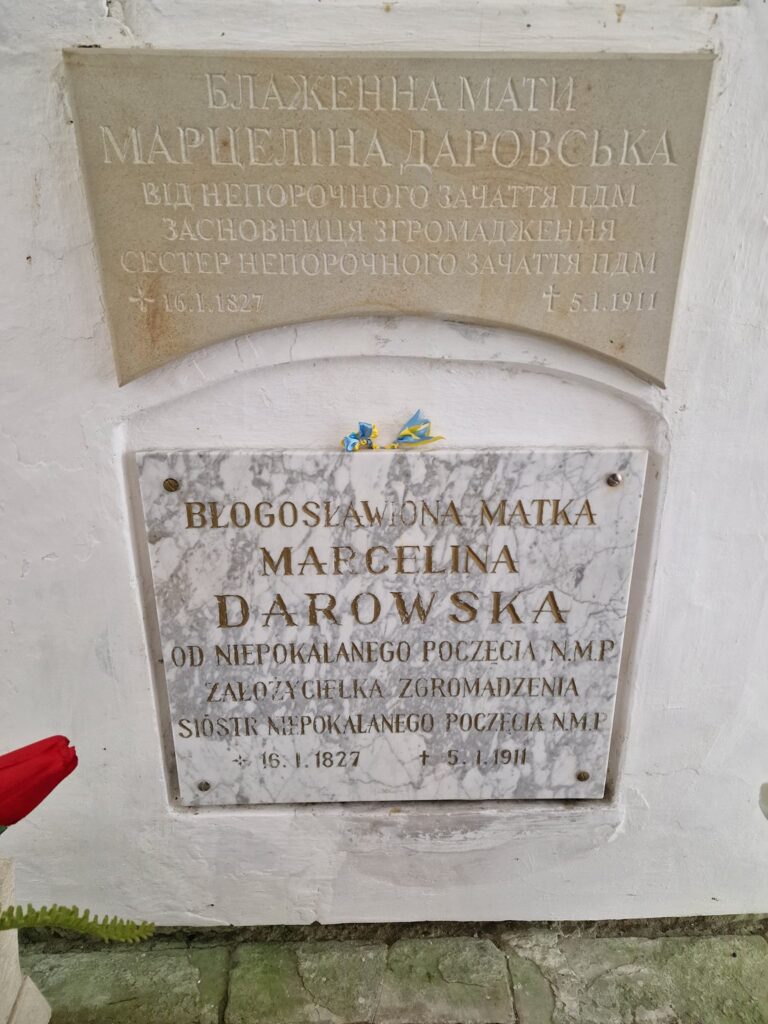 БЛАЖЕННА МАТИ
МАРЦЕЛІНА ДАРОВСЬКА
ВІД НЕПОРОЧНОГО ЗАЧАТТЯ ПДМ
ЗАСНОВНИЦЯ ЗГРОМАДЖЕННЯ
СЕСТЕР НЕПОРОЧНОГО ЗАЧАТТЯ ПДМ
16.1.1827 † 5.1.1911
BŁOGOSŁAWIONA MATKA
MARCELINA
DAROWSKA
OD NIEPOKALANEGO POCZĘCIA N.M.P
ZAŁOŻYCIELKA ZGROMADZENIA
SIÓSTR NIEPOKALANEGO POCZĘCIA N.M.P.
16.1.1827 † 5.1.1911